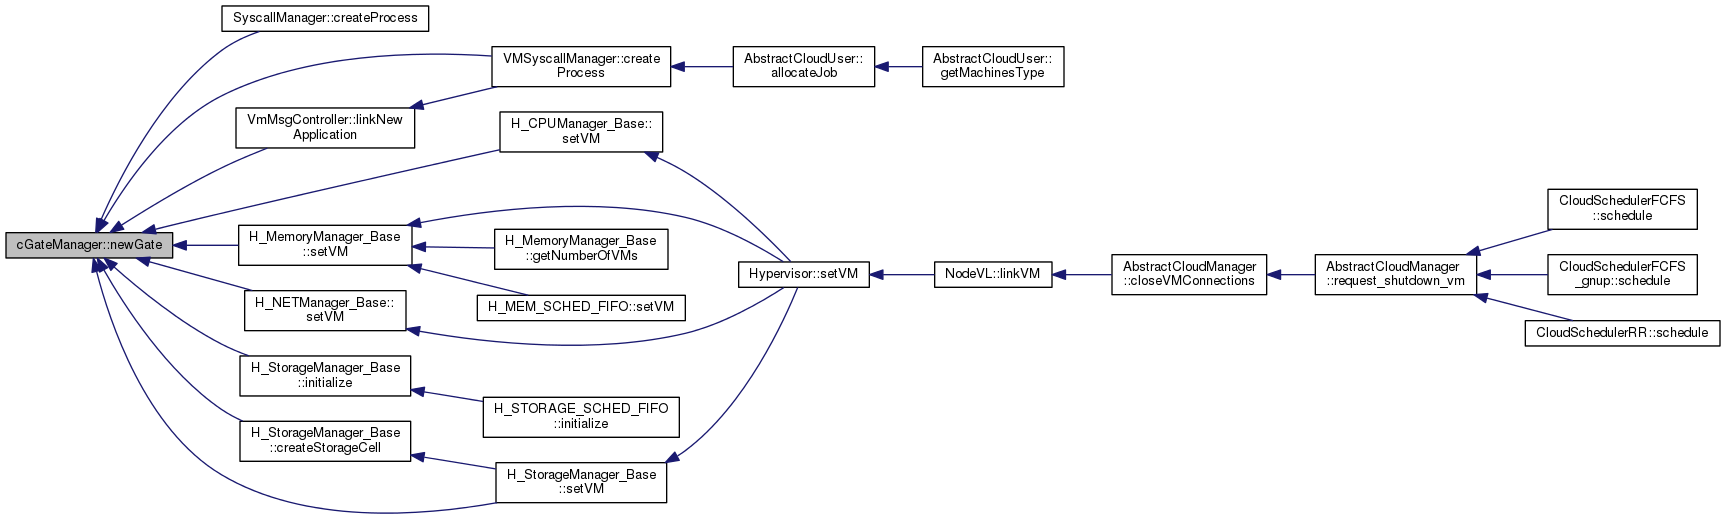 SyscallManager::createProcess
VMSyscallManager::create
Process
AbstractCloudUser::
allocateJob
AbstractCloudUser::
getMachinesType
VmMsgController::linkNew
Application
H_CPUManager_Base::
setVM
cGateManager::newGate
H_MemoryManager_Base
::setVM
H_MemoryManager_Base
::getNumberOfVMs
H_MEM_SCHED_FIFO::setVM
H_NETManager_Base::
setVM
Hypervisor::setVM
NodeVL::linkVM
AbstractCloudManager
::closeVMConnections
AbstractCloudManager
::request_shutdown_vm
CloudSchedulerFCFS
::schedule
CloudSchedulerFCFS
_gnup::schedule
CloudSchedulerRR::schedule
H_StorageManager_Base
::initialize
H_STORAGE_SCHED_FIFO
::initialize
H_StorageManager_Base
::createStorageCell
H_StorageManager_Base
::setVM